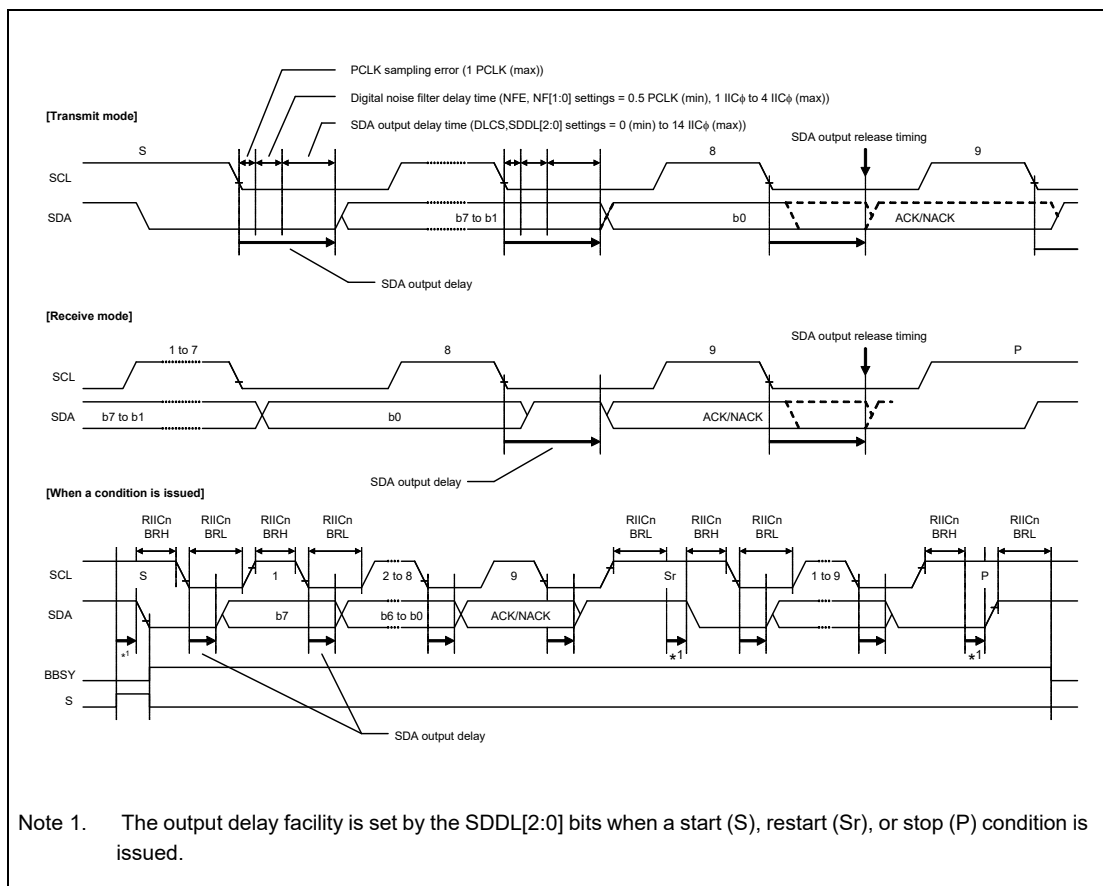 PCLK sampling error (1 PCLK (max))
Digital noise filter delay time (NFE, NF[1:0] settings = 0.5 PCLK (min), 1 IICϕ to 4 IICϕ (max))
[Transmit mode]
SDA output delay time (DLCS,SDDL[2:0] settings = 0 (min) to 14 IICϕ (max))
SDA output release timing
S 8 9
SCL
SDA b7 to b1 b0 ACK/NACK
SDA output delay
[Receive mode]
SDA output release timing
1 to 7 8 9 P
SCL
SDA b7 to b1 b0 ACK/NACK
SDA output delay
[When a condition is issued]
RIICn RIICn RIICn RIICn RIICn RIICn RIICn RIICn RIICn
BRH BRL BRH BRL BRL BRH BRL BRH BRL
SCL S 1 2 to 8 9 Sr 1 to 9 P
SDA b7 b6 to b0 ACK/NACK
*1 *1 *1
BBSY
S
SDA output delay
Note 1. The output delay facility is set by the SDDL[2:0] bits when a start (S), restart (Sr), or stop (P) condition is
issued.